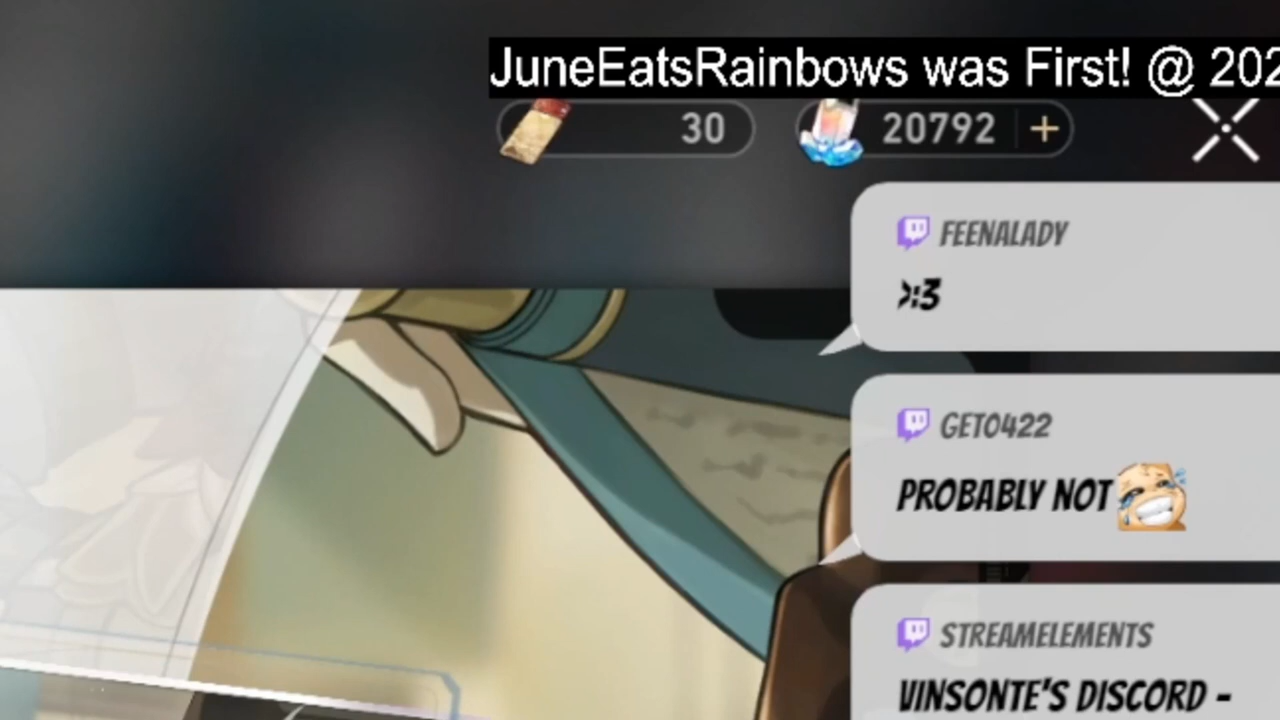 JuneEatsRainbows was First! @ 202
30
20792 +
FEENALADY
>:3
GETO422
PROBABLY NOT
STREAMELEMENTS
VINSONTE'S DISCORD -